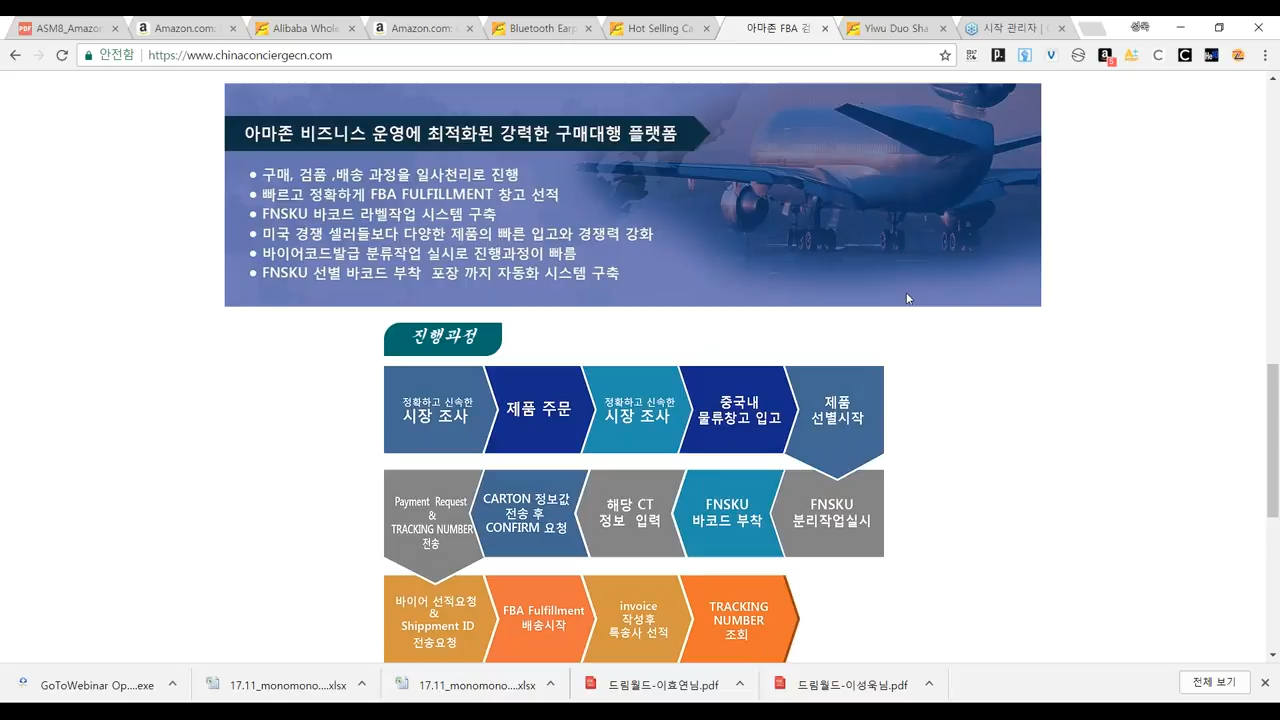 ASM8_Amazon
Amazon.com:
Alibaba Whole
Amazon.com: C
Bluetooth Earp
Hot Selling Ca
아마존 FBA 검
Yiwu Duo Sha
시작 관리자 |
성욱
안전함
https://www.chinaconciergecn.com
아마존 비즈니스 운영에 최적화된 강력한 구매대행 플랫폼
• 구매, 검품 ,배송 과정을 일사천리로 진행
• 빠르고 정확하게 FBA FULFILLMENT 창고 선적
• FNSKU 바코드 라벨작업 시스템 구축
• 미국 경쟁 셀러들보다 다양한 제품의 빠른 입고와 경쟁력 강화
• 바이어코드발급 분류작업 실시로 진행과정이 빠름
• FNSKU 선별 바코드 부착 포장 까지 자동화 시스템 구축
진행과정
정확하고 신속한
시장 조사
제품 주문
정확하고 신속한
시장 조사
중국내
물류창고 입고
제품
선별시작
Payment Request
&
TRACKING NUMBER
전송
CARTON 정보값
전송 후
CONFIRM 요청
해당 CT
정보 입력
FNSKU
바코드 부착
FNSKU
분리작업실시
바이어 선적요청
&
Shippment ID
전송요청
FBA Fulfillment
배송시작
invoice
작성후
특송사 선적
TRACKING
NUMBER
조회
GoToWebinar Op....exe
17.11_monomono....xlsx
17.11_monomono....xlsx
드림월드-이효연님.pdf
드림월드-이성욱님.pdf
전체 보기